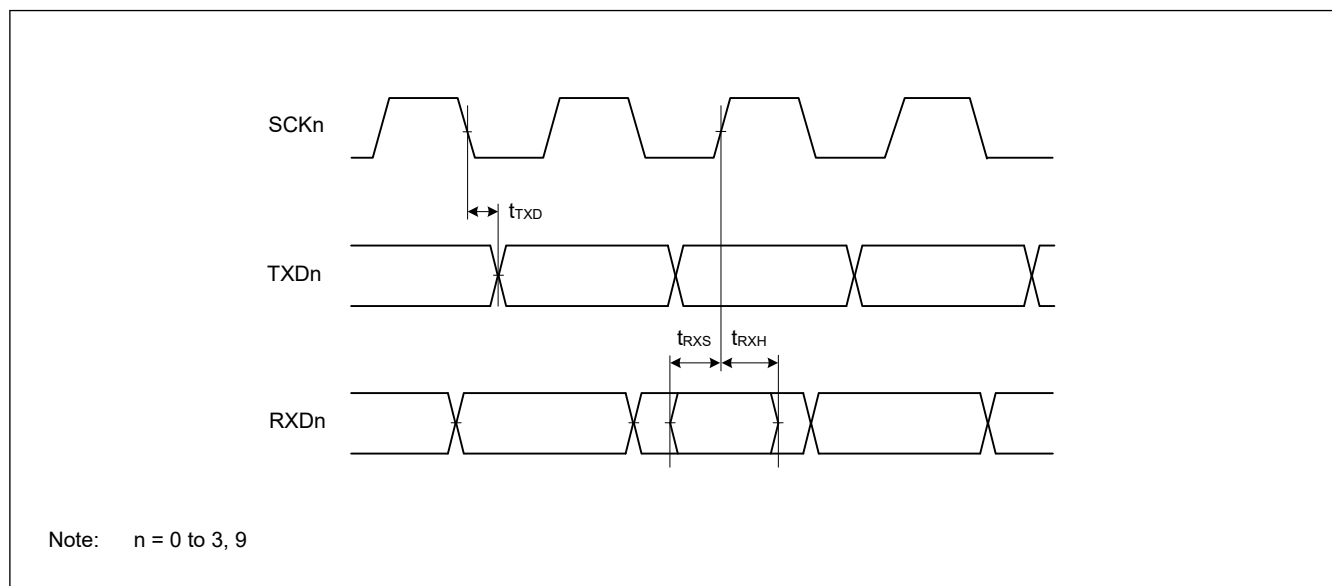 SCKn
tTXD
TXDn
tRXS tRXH
RXDn
Note: n = 0 to 3, 9